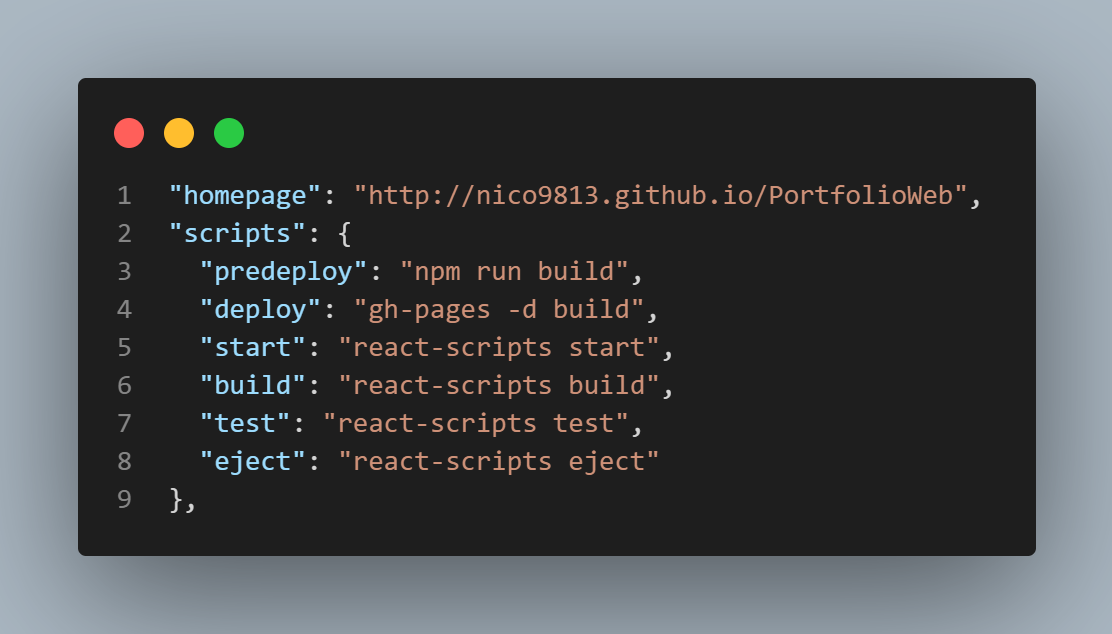 1 "homepage": "http://nico9813.github.io/PortfolioWeb",
2 "scripts": {
3   "predeploy": "npm run build",
4   "deploy": "gh-pages -d build",
5   "start": "react-scripts start",
6   "build": "react-scripts build",
7   "test": "react-scripts test",
8   "eject": "react-scripts eject"
9 },